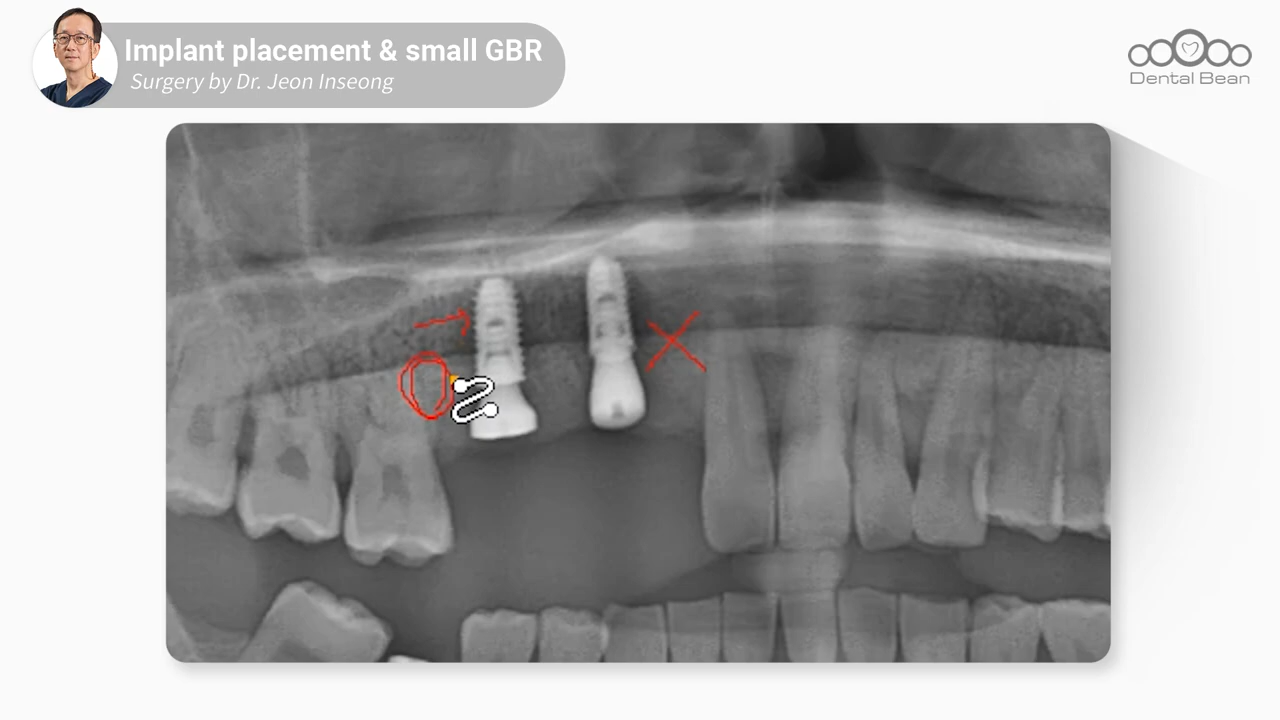 Implant placement & small GBR
Surgery by Dr. Jeon Inseong
Dental Bean